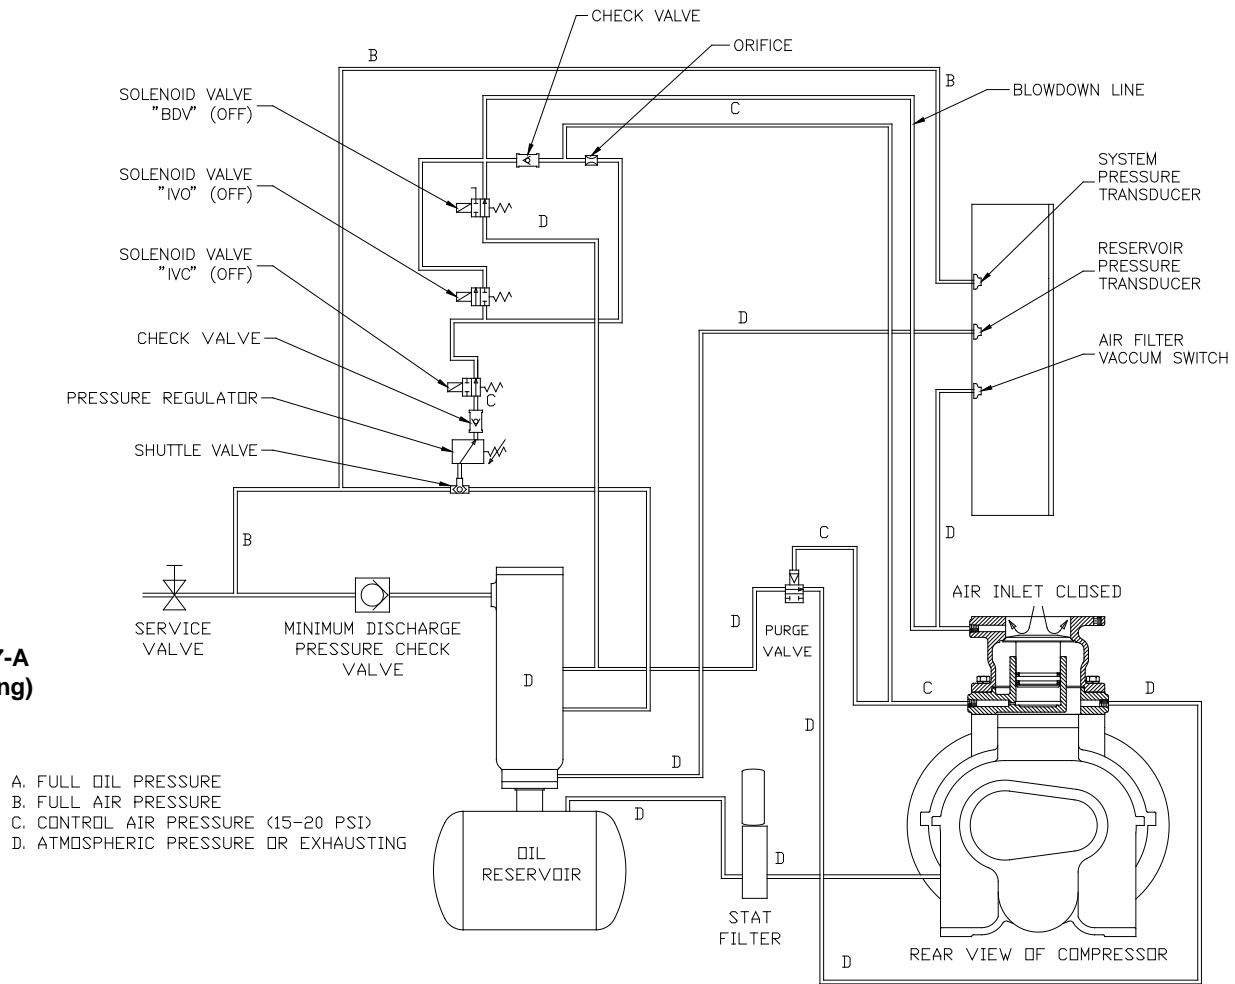 CHECK VALVE
ORIFICE
B
B
BLOWDOWN LINE
SOLENOID VALVE
"BDV" (OFF)
C
SYSTEM
PRESSURE
TRANSDUCER
SOLENOID VALVE
"IVO" (OFF)
D
RESERVOIR
PRESSURE
TRANSDUCER
SOLENOID VALVE
"IVC" (OFF)
D
CHECK VALVE
AIR FILTER
VACCUM SWITCH
PRESSURE REGULATOR
C
SHUTTLE VALVE
B
C
D
AIR INLET CLOSED
SERVICE
VALVE
MINIMUM DISCHARGE
PRESSURE CHECK
VALVE
D
PURGE
VALVE
D
C
D
D
7-A
ng)
D
D
A. FULL OIL PRESSURE
B. FULL AIR PRESSURE
C. CONTROL AIR PRESSURE (15-20 PSI)
D. ATMOSPHERIC PRESSURE OR EXHAUSTING
OIL
RESERVOIR
D
STAT
FILTER
REAR VIEW OF COMPRESSOR
D